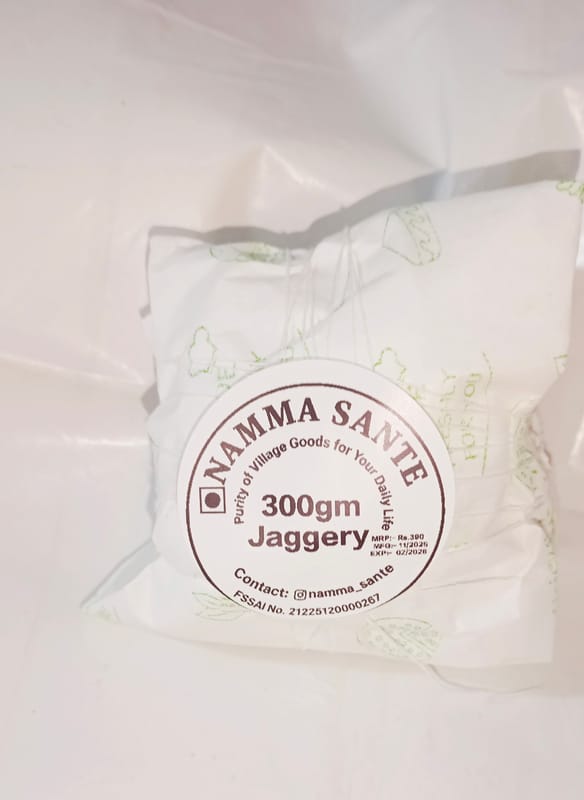 NAMMA SANTE
Purity of Village Goods for Your Daily Life
300gm
Jaggery
MRP:- Rs.390
MFG:- 11/2025
EXP:- 02/2026
Contact: namma_sante
FSSAI No. 21225120000267